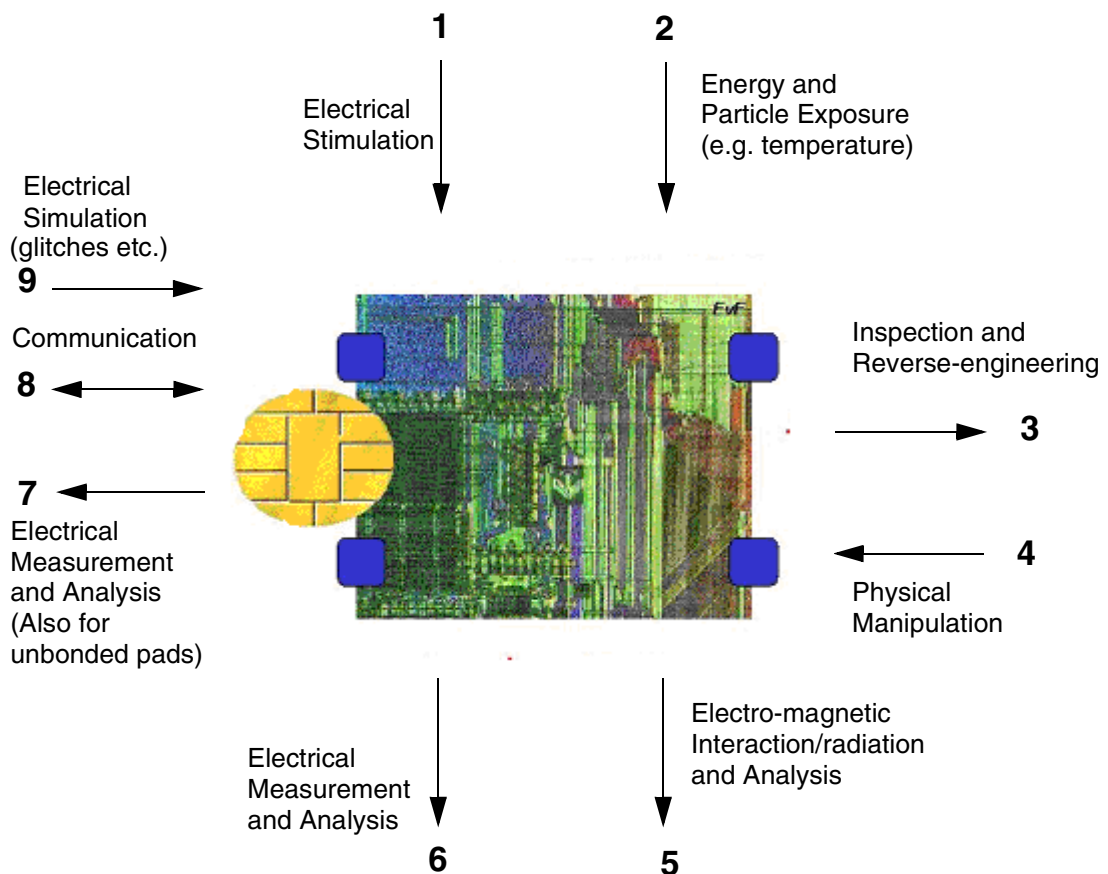 1
2
Electrical
Stimulation
Energy and
Particle Exposure
(e.g. temperature)
Electrical
Simulation
(glitches etc.)
9
Communication
8
7
Electrical
Measurement
and Analysis
(Also for
unbonded pads)
FvF
Inspection and
Reverse-engineering
3
4
Physical
Manipulation
Electrical
Measurement
and Analysis
6
Electro-magnetic
Interaction/radiation
and Analysis
5